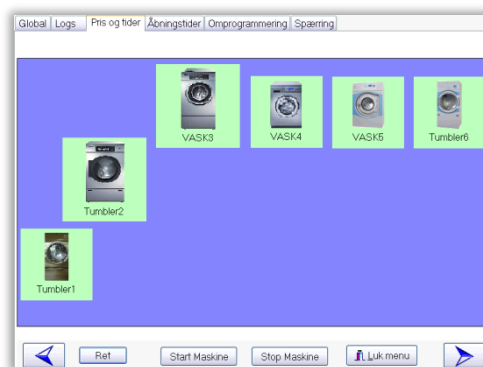 Global Logs Pris og tider Åbningstider Omprogrammering Spærring
VASK3 VASK4 VASK5 Tumbler6
Tumbler2
Tumbler1
Ret Start Maskine Stop Maskine Luk menu